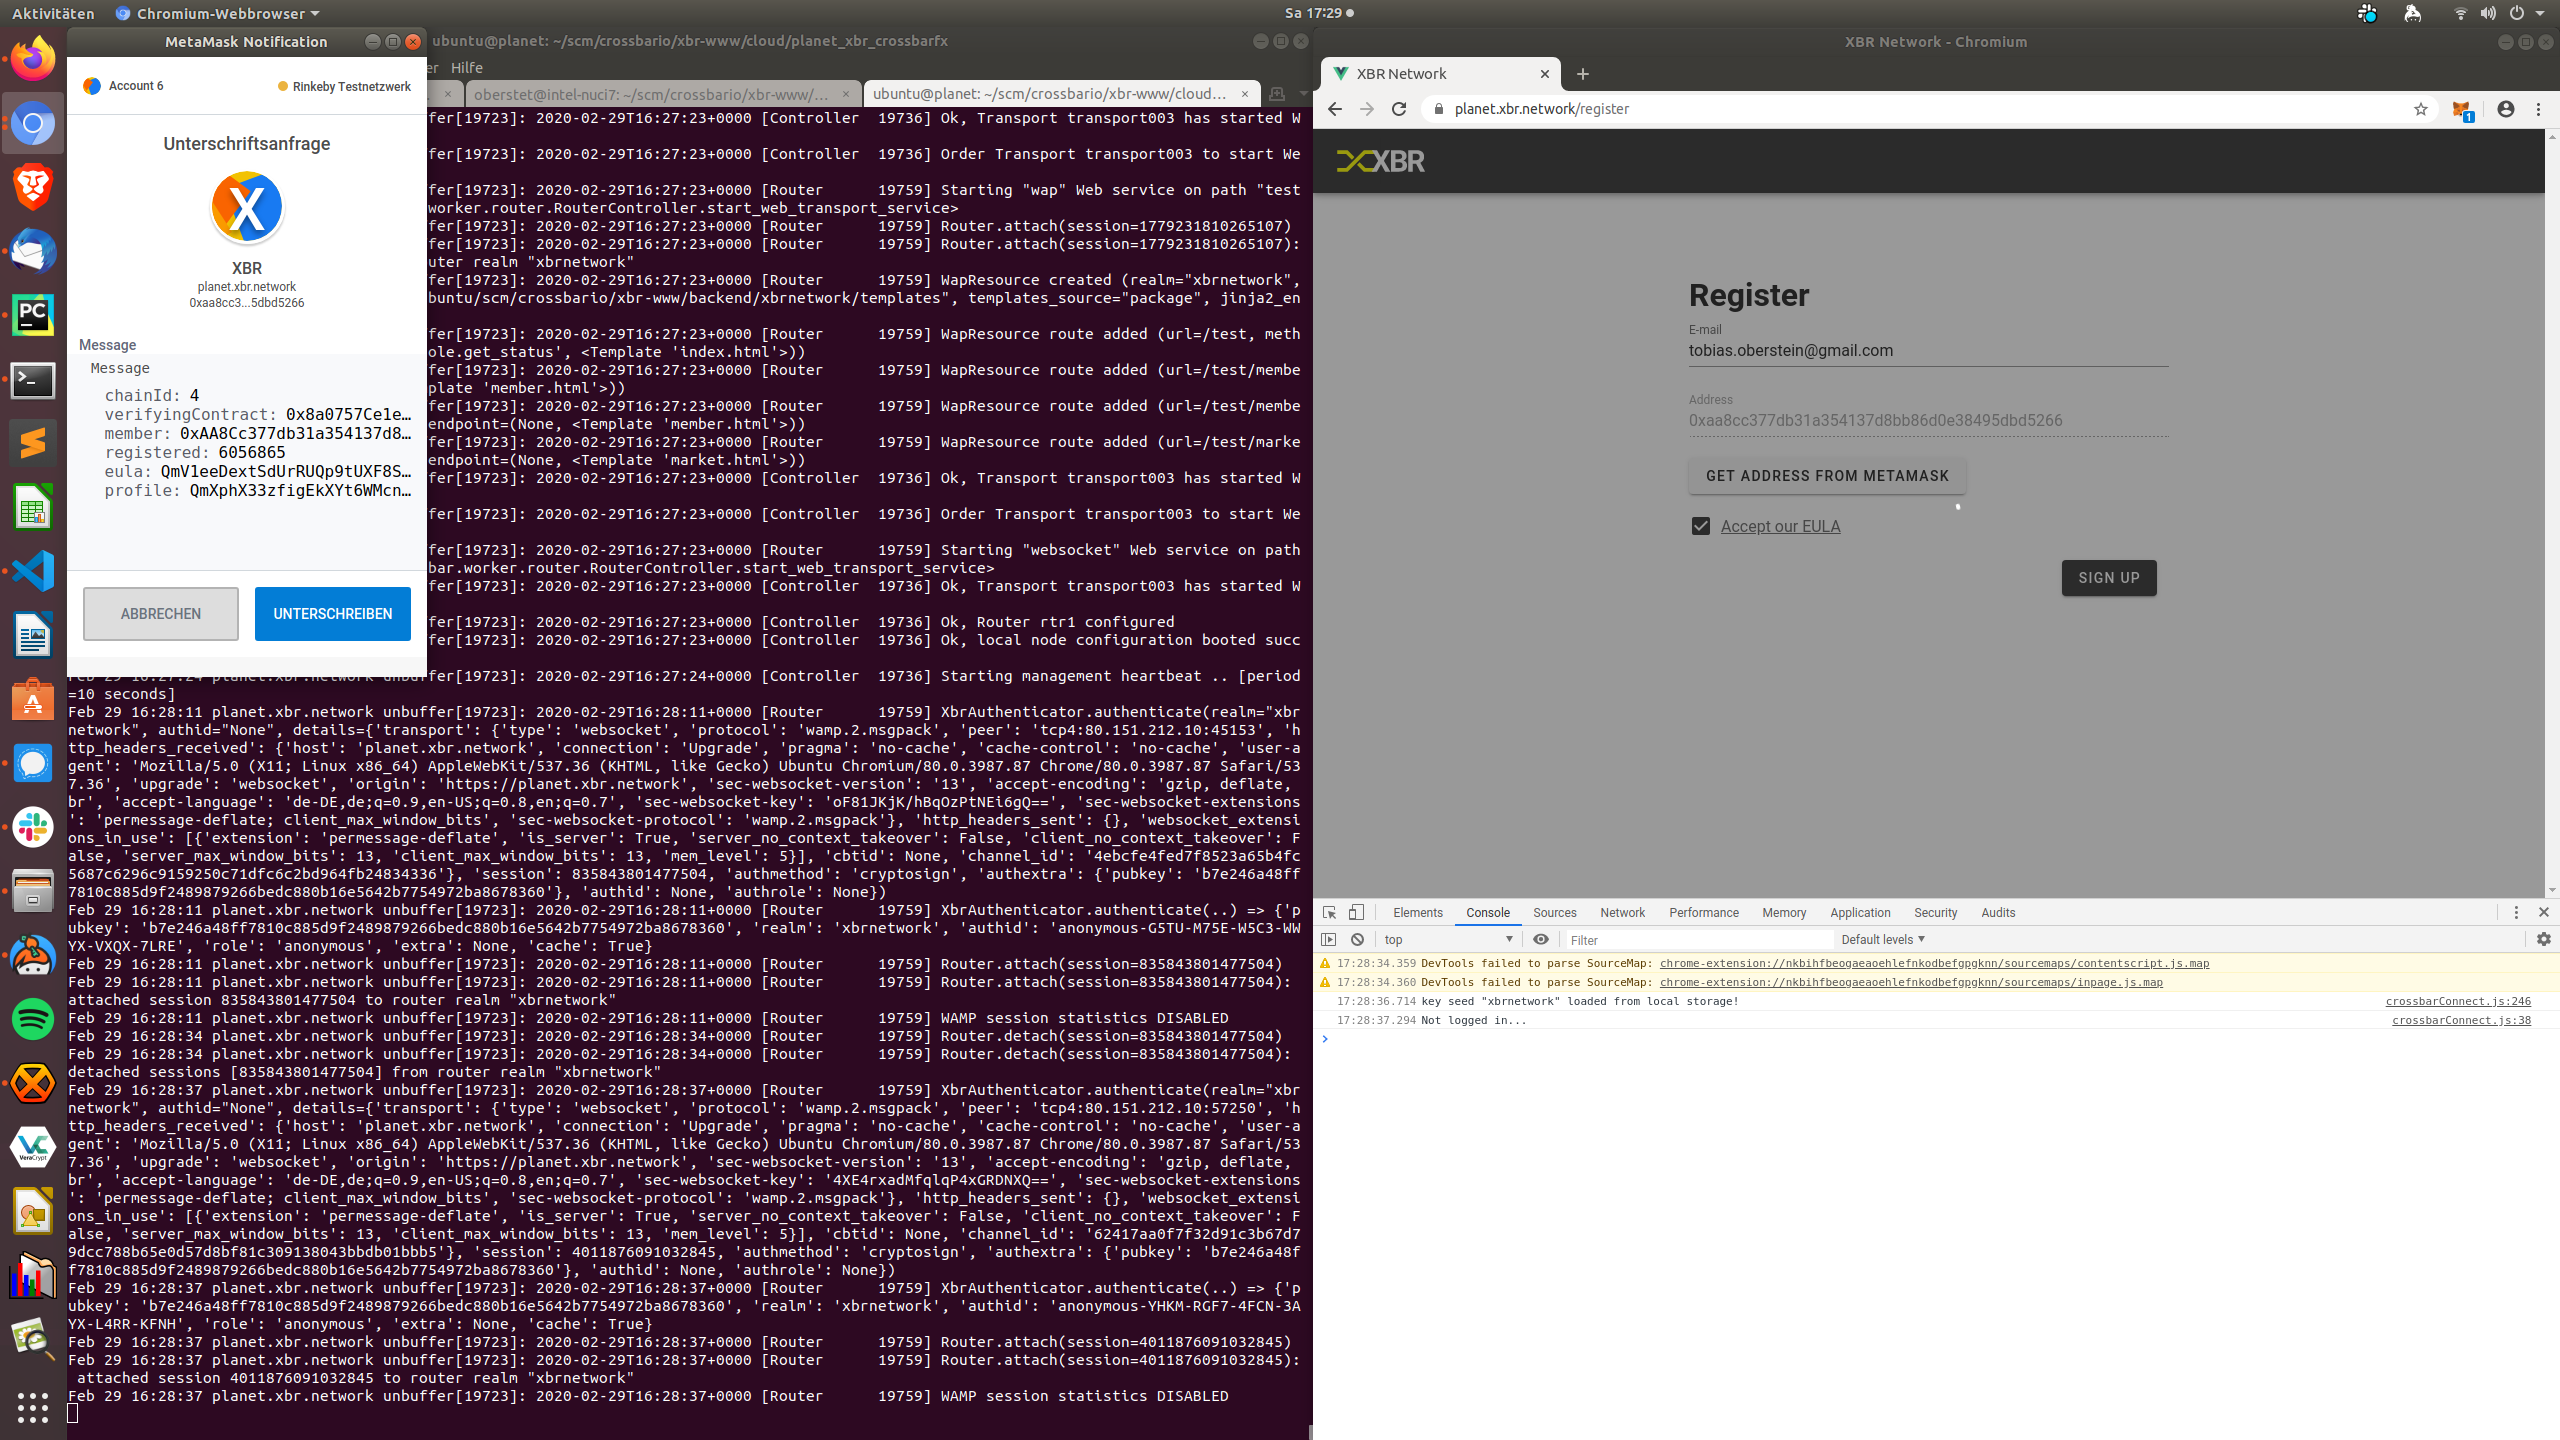 Aktivitäten
Chromium-Webbrowser
Sa 17:29
MetaMask Notification
Account 6
Rinkeby Testnetzwerk
Unterschriftsanfrage
X
XBR
planet.xbr.network
0xaa8cc3...5dbd5266
Message
Message
chainId: 4
verifyingContract: 0x8a0757Ce1e…
member: 0xAA8Cc377db31a354137d8…
registered: 6056865
eula: QmV1eeDextSdUrRUQp9tUXF8S…
profile: QmXphX33zfigEkXYt6WMcn…
ABBRECHEN
UNTERSCHREIBEN
ubuntu@planet: ~/scm/crossbario/xbr-www/cloud/planet_xbr_crossbarfx
er Hilfe
oberstet@intel-nuci7: ~/scm/crossbario/xbr-www/…
ubuntu@planet: ~/scm/crossbario/xbr-www/cloud…
fer[19723]: 2020-02-29T16:27:23+0000 [Controller  19736] Ok, Transport transport003 has started W
fer[19723]: 2020-02-29T16:27:23+0000 [Controller  19736] Order Transport transport003 to start We
fer[19723]: 2020-02-29T16:27:23+0000 [Router      19759] Starting "wap" Web service on path "test
worker.router.RouterController.start_web_transport_service>
fer[19723]: 2020-02-29T16:27:23+0000 [Router      19759] Router.attach(session=1779231810265107)
fer[19723]: 2020-02-29T16:27:23+0000 [Router      19759] Router.attach(session=1779231810265107):
uter realm "xbrnetwork"
fer[19723]: 2020-02-29T16:27:23+0000 [Router      19759] WapResource created (realm="xbrnetwork",
buntu/scm/crossbario/xbr-www/backend/xbrnetwork/templates", templates_source="package", jinja2_en
fer[19723]: 2020-02-29T16:27:23+0000 [Router      19759] WapResource route added (url=/test, meth
ole.get_status', <Template 'index.html'>))
fer[19723]: 2020-02-29T16:27:23+0000 [Router      19759] WapResource route added (url=/test/membe
plate 'member.html'>))
fer[19723]: 2020-02-29T16:27:23+0000 [Router      19759] WapResource route added (url=/test/membe
endpoint=(None, <Template 'member.html'>))
fer[19723]: 2020-02-29T16:27:23+0000 [Router      19759] WapResource route added (url=/test/marke
endpoint=(None, <Template 'market.html'>))
fer[19723]: 2020-02-29T16:27:23+0000 [Controller  19736] Ok, Transport transport003 has started W
fer[19723]: 2020-02-29T16:27:23+0000 [Controller  19736] Order Transport transport003 to start We
fer[19723]: 2020-02-29T16:27:23+0000 [Router      19759] Starting "websocket" Web service on path
bar.worker.router.RouterController.start_web_transport_service>
fer[19723]: 2020-02-29T16:27:23+0000 [Controller  19736] Ok, Transport transport003 has started W
fer[19723]: 2020-02-29T16:27:23+0000 [Controller  19736] Ok, Router rtr1 configured
fer[19723]: 2020-02-29T16:27:23+0000 [Controller  19736] Ok, local node configuration booted succ
Feb 29 16:27:24 planet.xbr.network unbuffer[19723]: 2020-02-29T16:27:24+0000 [Controller  19736] Starting management heartbeat .. [period
=10 seconds]
Feb 29 16:28:11 planet.xbr.network unbuffer[19723]: 2020-02-29T16:28:11+0000 [Router      19759] XbrAuthenticator.authenticate(realm="xbr
network", authid="None", details={'transport': {'type': 'websocket', 'protocol': 'wamp.2.msgpack', 'peer': 'tcp4:80.151.212.10:45153', 'h
ttp_headers_received': {'host': 'planet.xbr.network', 'connection': 'Upgrade', 'pragma': 'no-cache', 'cache-control': 'no-cache', 'user-a
gent': 'Mozilla/5.0 (X11; Linux x86_64) AppleWebKit/537.36 (KHTML, like Gecko) Ubuntu Chromium/80.0.3987.87 Chrome/80.0.3987.87 Safari/53
7.36', 'upgrade': 'websocket', 'origin': 'https://planet.xbr.network', 'sec-websocket-version': '13', 'accept-encoding': 'gzip, deflate,
br', 'accept-language': 'de-DE,de;q=0.9,en-US;q=0.8,en;q=0.7', 'sec-websocket-key': 'oF81JKjK/hBqOzPtNEi6gQ==', 'sec-websocket-extensions
': 'permessage-deflate; client_max_window_bits', 'sec-websocket-protocol': 'wamp.2.msgpack'}, 'http_headers_sent': {}, 'websocket_extensi
ons_in_use': [{'extension': 'permessage-deflate', 'is_server': True, 'server_no_context_takeover': False, 'client_no_context_takeover': F
alse, 'server_max_window_bits': 13, 'client_max_window_bits': 13, 'mem_level': 5}], 'cbtid': None, 'channel_id': '4ebcfe4fed7f8523a65b4fc
5687c6296c9159250c71dfc6c2bd964fb24834336'}, 'session': 835843801477504, 'authmethod': 'cryptosign', 'authextra': {'pubkey': 'b7e246a48ff
7810c885d9f2489879266bedc880b16e5642b7754972ba8678360'}, 'authid': None, 'authrole': None})
Feb 29 16:28:11 planet.xbr.network unbuffer[19723]: 2020-02-29T16:28:11+0000 [Router      19759] XbrAuthenticator.authenticate(..) => {'p
ubkey': 'b7e246a48ff7810c885d9f2489879266bedc880b16e5642b7754972ba8678360', 'realm': 'xbrnetwork', 'authid': 'anonymous-G5TU-M75E-W5C3-WW
YX-VXQX-7LRE', 'role': 'anonymous', 'extra': None, 'cache': True}
Feb 29 16:28:11 planet.xbr.network unbuffer[19723]: 2020-02-29T16:28:11+0000 [Router      19759] Router.attach(session=835843801477504)
Feb 29 16:28:11 planet.xbr.network unbuffer[19723]: 2020-02-29T16:28:11+0000 [Router      19759] Router.attach(session=835843801477504):
attached session 835843801477504 to router realm "xbrnetwork"
Feb 29 16:28:11 planet.xbr.network unbuffer[19723]: 2020-02-29T16:28:11+0000 [Router      19759] WAMP session statistics DISABLED
Feb 29 16:28:34 planet.xbr.network unbuffer[19723]: 2020-02-29T16:28:34+0000 [Router      19759] Router.detach(session=835843801477504)
Feb 29 16:28:34 planet.xbr.network unbuffer[19723]: 2020-02-29T16:28:34+0000 [Router      19759] Router.detach(session=835843801477504):
detached sessions [835843801477504] from router realm "xbrnetwork"
Feb 29 16:28:37 planet.xbr.network unbuffer[19723]: 2020-02-29T16:28:37+0000 [Router      19759] XbrAuthenticator.authenticate(realm="xbr
network", authid="None", details={'transport': {'type': 'websocket', 'protocol': 'wamp.2.msgpack', 'peer': 'tcp4:80.151.212.10:57250', 'h
ttp_headers_received': {'host': 'planet.xbr.network', 'connection': 'Upgrade', 'pragma': 'no-cache', 'cache-control': 'no-cache', 'user-a
gent': 'Mozilla/5.0 (X11; Linux x86_64) AppleWebKit/537.36 (KHTML, like Gecko) Ubuntu Chromium/80.0.3987.87 Chrome/80.0.3987.87 Safari/53
7.36', 'upgrade': 'websocket', 'origin': 'https://planet.xbr.network', 'sec-websocket-version': '13', 'accept-encoding': 'gzip, deflate,
br', 'accept-language': 'de-DE,de;q=0.9,en-US;q=0.8,en;q=0.7', 'sec-websocket-key': '4XE4rxadMfqlqP4xGRDNXQ==', 'sec-websocket-extensions
': 'permessage-deflate; client_max_window_bits', 'sec-websocket-protocol': 'wamp.2.msgpack'}, 'http_headers_sent': {}, 'websocket_extensi
ons_in_use': [{'extension': 'permessage-deflate', 'is_server': True, 'server_no_context_takeover': False, 'client_no_context_takeover': F
alse, 'server_max_window_bits': 13, 'client_max_window_bits': 13, 'mem_level': 5}], 'cbtid': None, 'channel_id': '62417aa0f7f32d91c3b67d7
9dcc788b65e0d57d8bf81c309138043bbdb01bbb5'}, 'session': 4011876091032845, 'authmethod': 'cryptosign', 'authextra': {'pubkey': 'b7e246a48f
f7810c885d9f2489879266bedc880b16e5642b7754972ba8678360'}, 'authid': None, 'authrole': None})
Feb 29 16:28:37 planet.xbr.network unbuffer[19723]: 2020-02-29T16:28:37+0000 [Router      19759] XbrAuthenticator.authenticate(..) => {'p
ubkey': 'b7e246a48ff7810c885d9f2489879266bedc880b16e5642b7754972ba8678360', 'realm': 'xbrnetwork', 'authid': 'anonymous-YHKM-RGF7-4FCN-3A
YX-L4RR-KFNH', 'role': 'anonymous', 'extra': None, 'cache': True}
Feb 29 16:28:37 planet.xbr.network unbuffer[19723]: 2020-02-29T16:28:37+0000 [Router      19759] Router.attach(session=4011876091032845)
Feb 29 16:28:37 planet.xbr.network unbuffer[19723]: 2020-02-29T16:28:37+0000 [Router      19759] Router.attach(session=4011876091032845):
attached session 4011876091032845 to router realm "xbrnetwork"
Feb 29 16:28:37 planet.xbr.network unbuffer[19723]: 2020-02-29T16:28:37+0000 [Router      19759] WAMP session statistics DISABLED
XBR Network - Chromium
XBR Network
planet.xbr.network/register
1
XBR
Register
E-mail
tobias.oberstein@gmail.com
Address
0xaa8cc377db31a354137d8bb86d0e38495dbd5266
GET ADDRESS FROM METAMASK
Accept our EULA
SIGN UP
Elements Console Sources Network Performance Memory Application Security Audits
top
Filter
Default levels
17:28:34.359 DevTools failed to parse SourceMap: chrome-extension://nkbihfbeogaeaoehlefnkodbefgpgknn/sourcemaps/contentscript.js.map
17:28:34.360 DevTools failed to parse SourceMap: chrome-extension://nkbihfbeogaeaoehlefnkodbefgpgknn/sourcemaps/inpage.js.map
17:28:36.714 key seed "xbrnetwork" loaded from local storage! crossbarConnect.js:246
17:28:37.294 Not logged in... crossbarConnect.js:38
PC
VC
VeraCrypt